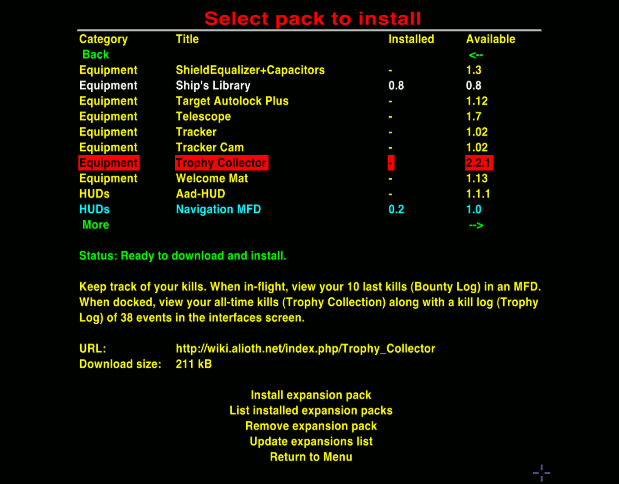 Select pack to install
Category Title Installed Available
Back <--
Equipment ShieldEqualizer+Capacitors - 1.3
Equipment Ship's Library 0.8 0.8
Equipment Target Autolock Plus - 1.12
Equipment Telescope - 1.7
Equipment Tracker - 1.02
Equipment Tracker Cam - 1.02
Equipment Trophy Collector - 2.2.1
Equipment Welcome Mat - 1.13
HUDs Aad-HUD - 1.1.1
HUDs Navigation MFD 0.2 1.0
More -->
Status: Ready to download and install.
Keep track of your kills. When in-flight, view your 10 last kills (Bounty Log) in an MFD.
When docked, view your all-time kills (Trophy Collection) along with a kill log (Trophy
Log) of 38 events in the interfaces screen.
URL: http://wiki.alioth.net/index.php/Trophy_Collector
Download size: 211 kB
Install expansion pack
List installed expansion packs
Remove expansion pack
Update expansions list
Return to Menu